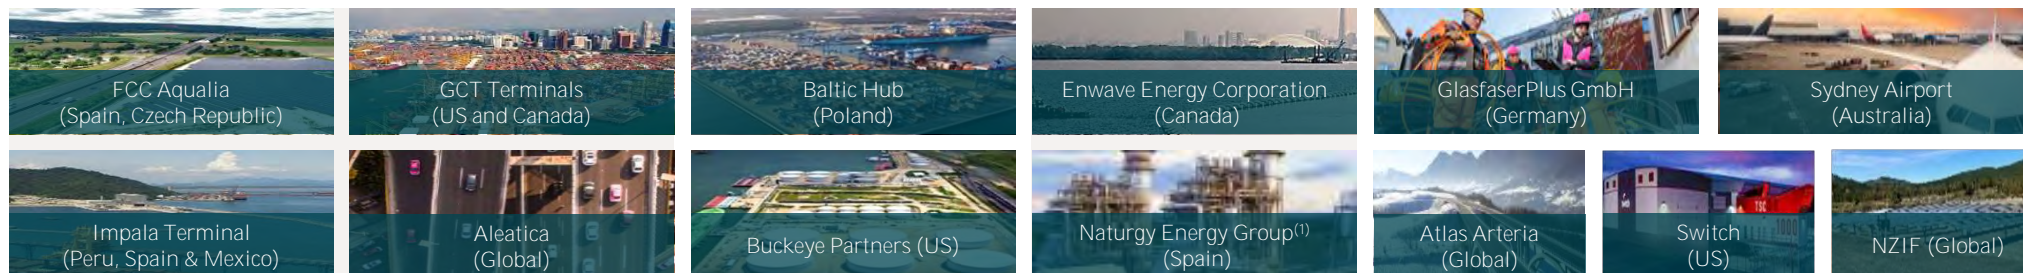 FCC Aqualia
(Spain, Czech Republic)
GCT Terminals
(US and Canada)
Baltic Hub
(Poland)
Enwave Energy Corporation
(Canada)
GlasfaserPlus GmbH
(Germany)
Sydney Airport
(Australia)
Impala Terminal
(Peru, Spain & Mexico)
Aleatica
(Global)
Buckeye Partners (US)
Naturgy Energy Group(1)
(Spain)
Atlas Arteria
(Global)
TSC
1000
Switch
(US)
NZIF (Global)